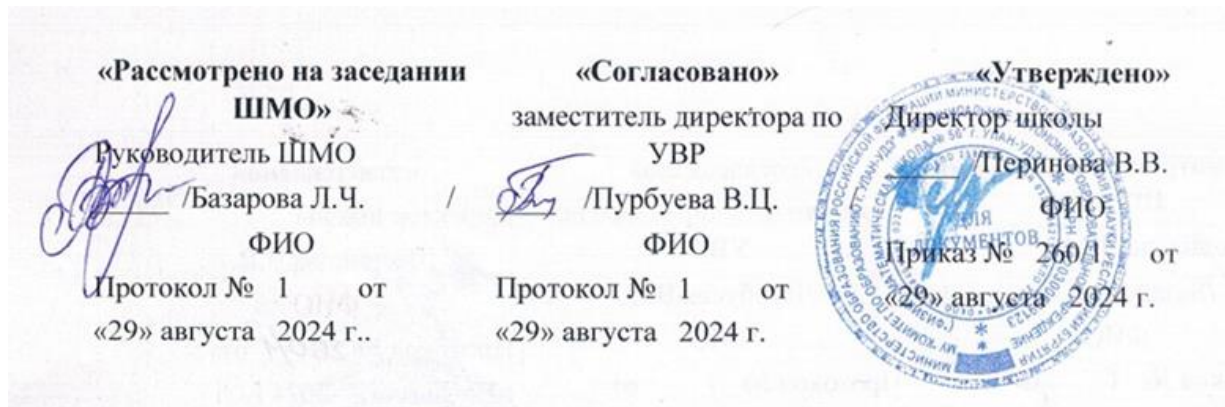 «Рассмотрено на заседании
ШМО»
Руководитель ШМО
/Базарова Л.Ч. /
ФИО
Протокол № 1 от
«29» августа 2024 г..
«Согласовано»
заместитель директора по
УВР
/Пурбуева В.Ц. /
ФИО
Протокол № 1 от
«29» августа 2024 г.
«Утверждено»
Директор школы
/Перинова В.В.
ФИО
Приказ № 260/1 от
«29» августа 2024 г.
ДЛЯ
ДОКУМЕНТОВ